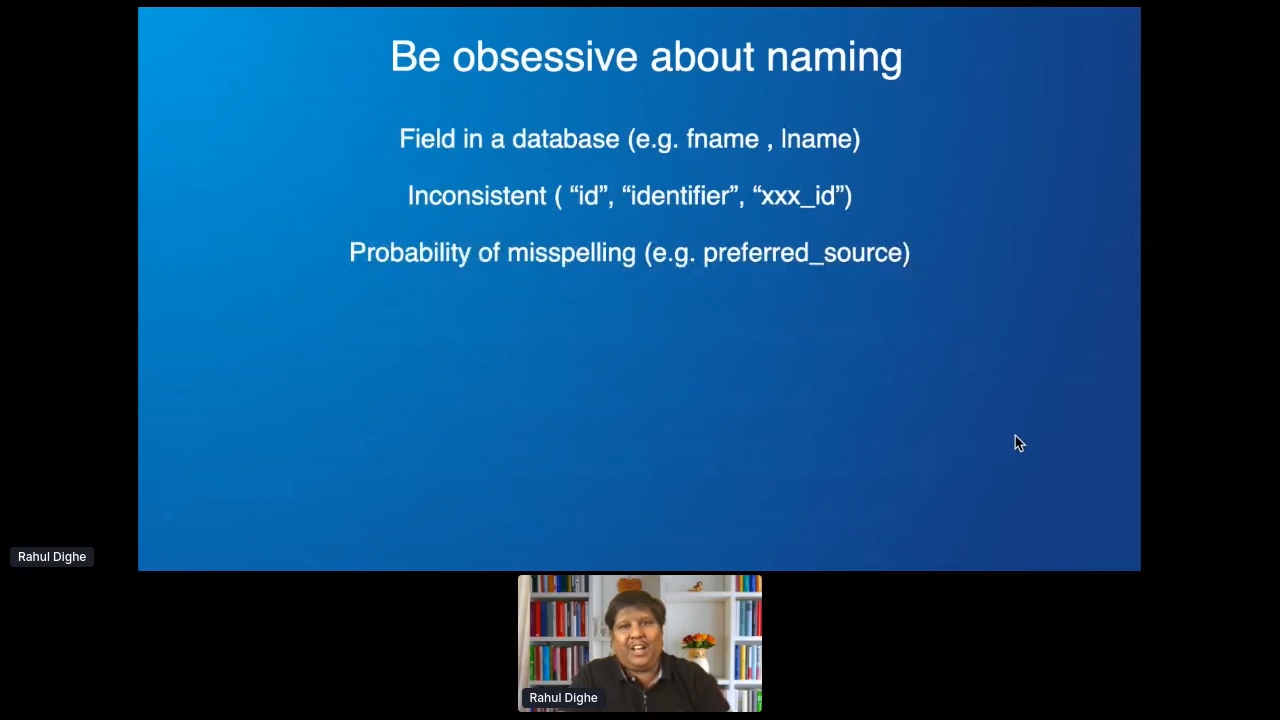 Be obsessive about naming
Field in a database (e.g. fname , lname)
Inconsistent ( “id”, “identifier”, “xxx_id”)
Probability of misspelling (e.g. preferred_source)
Rahul Dighe
Rahul Dighe